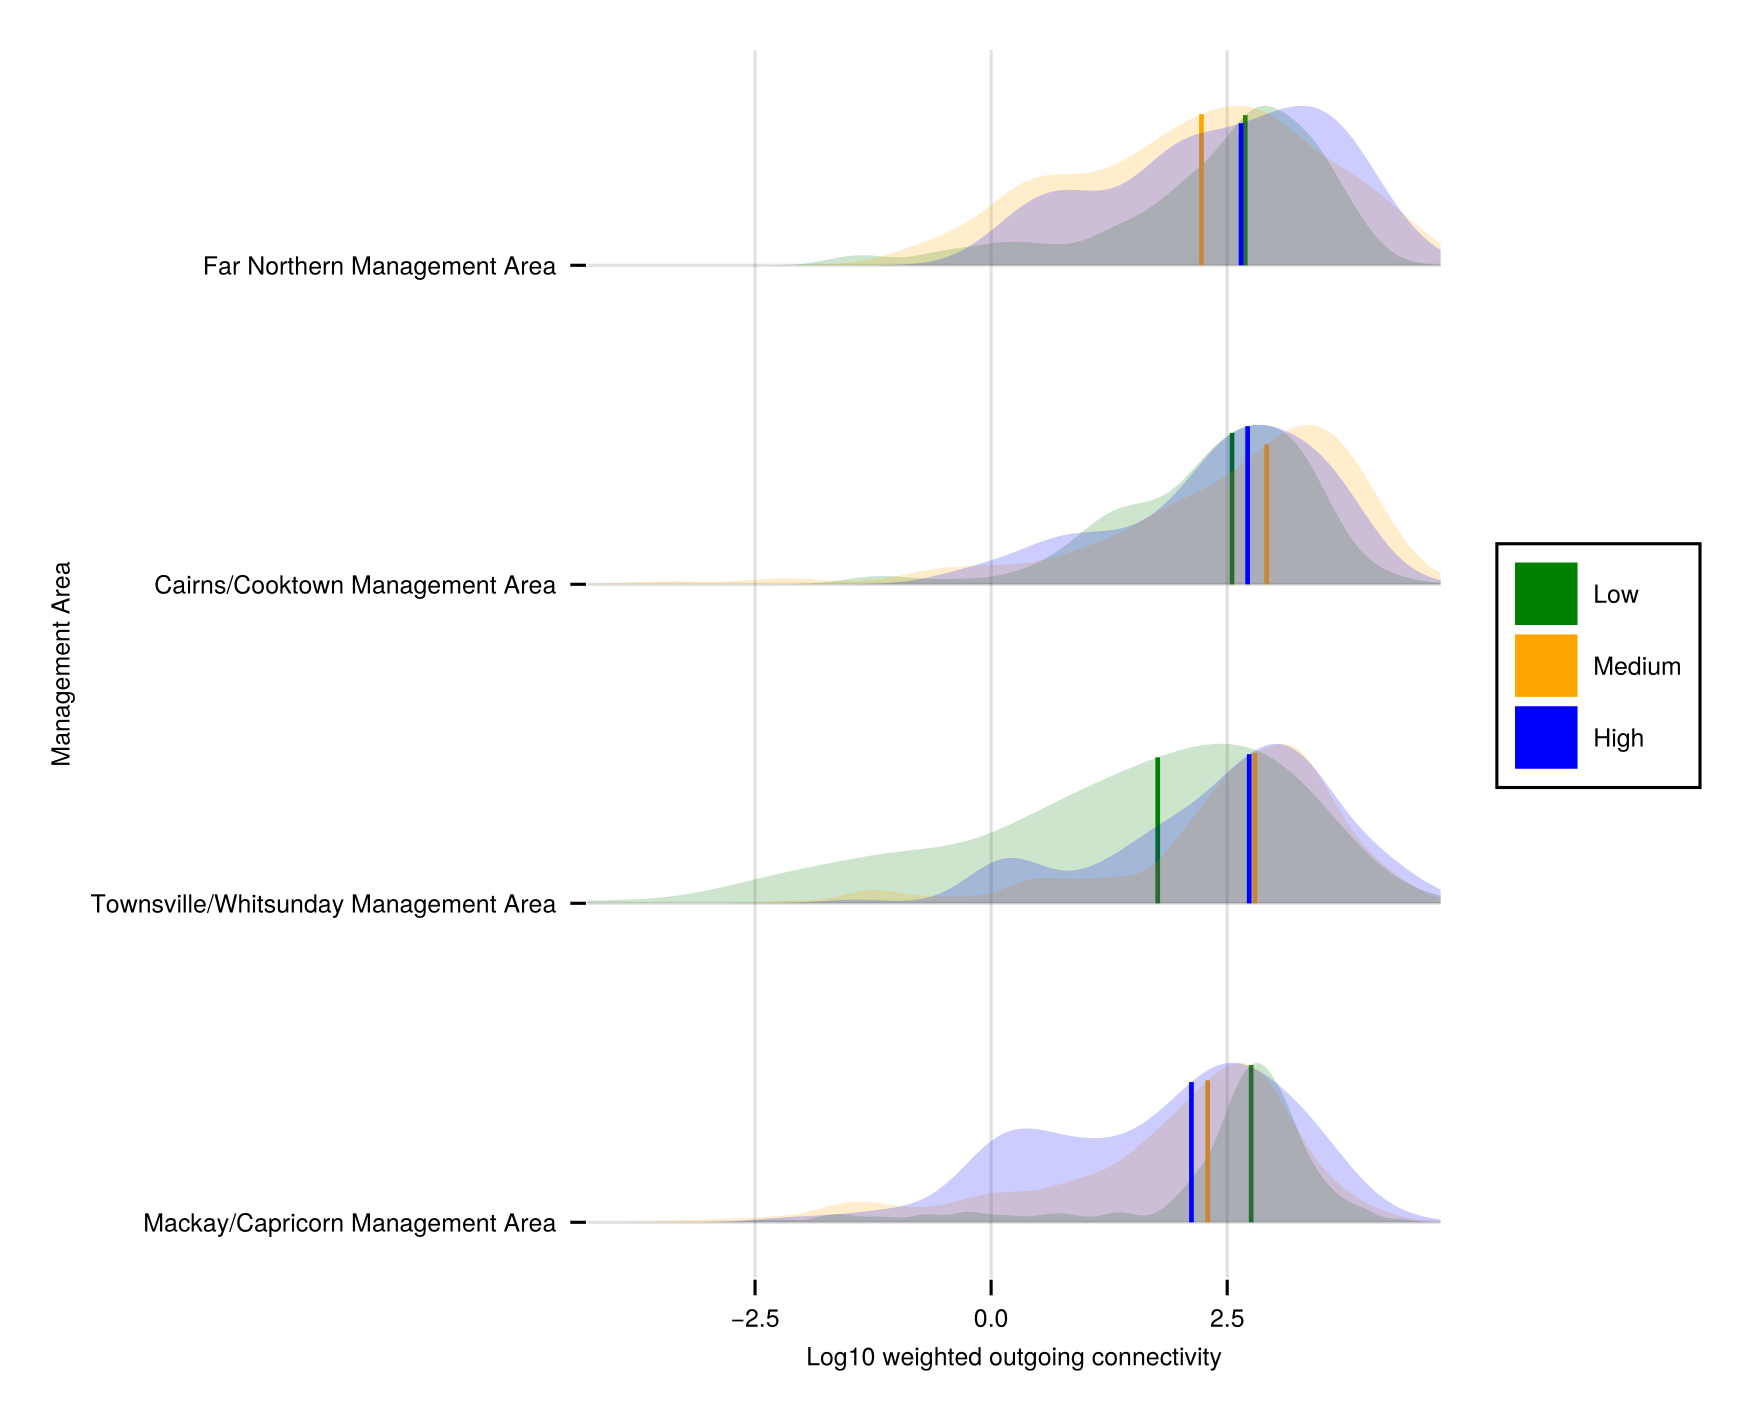 Far Northern Management Area
Cairns/Cooktown Management Area
Townsville/Whitsunday Management Area
Mackay/Capricorn Management Area
Management Area
−2.5
0.0
2.5
Log10 weighted outgoing connectivity
Low
Medium
High